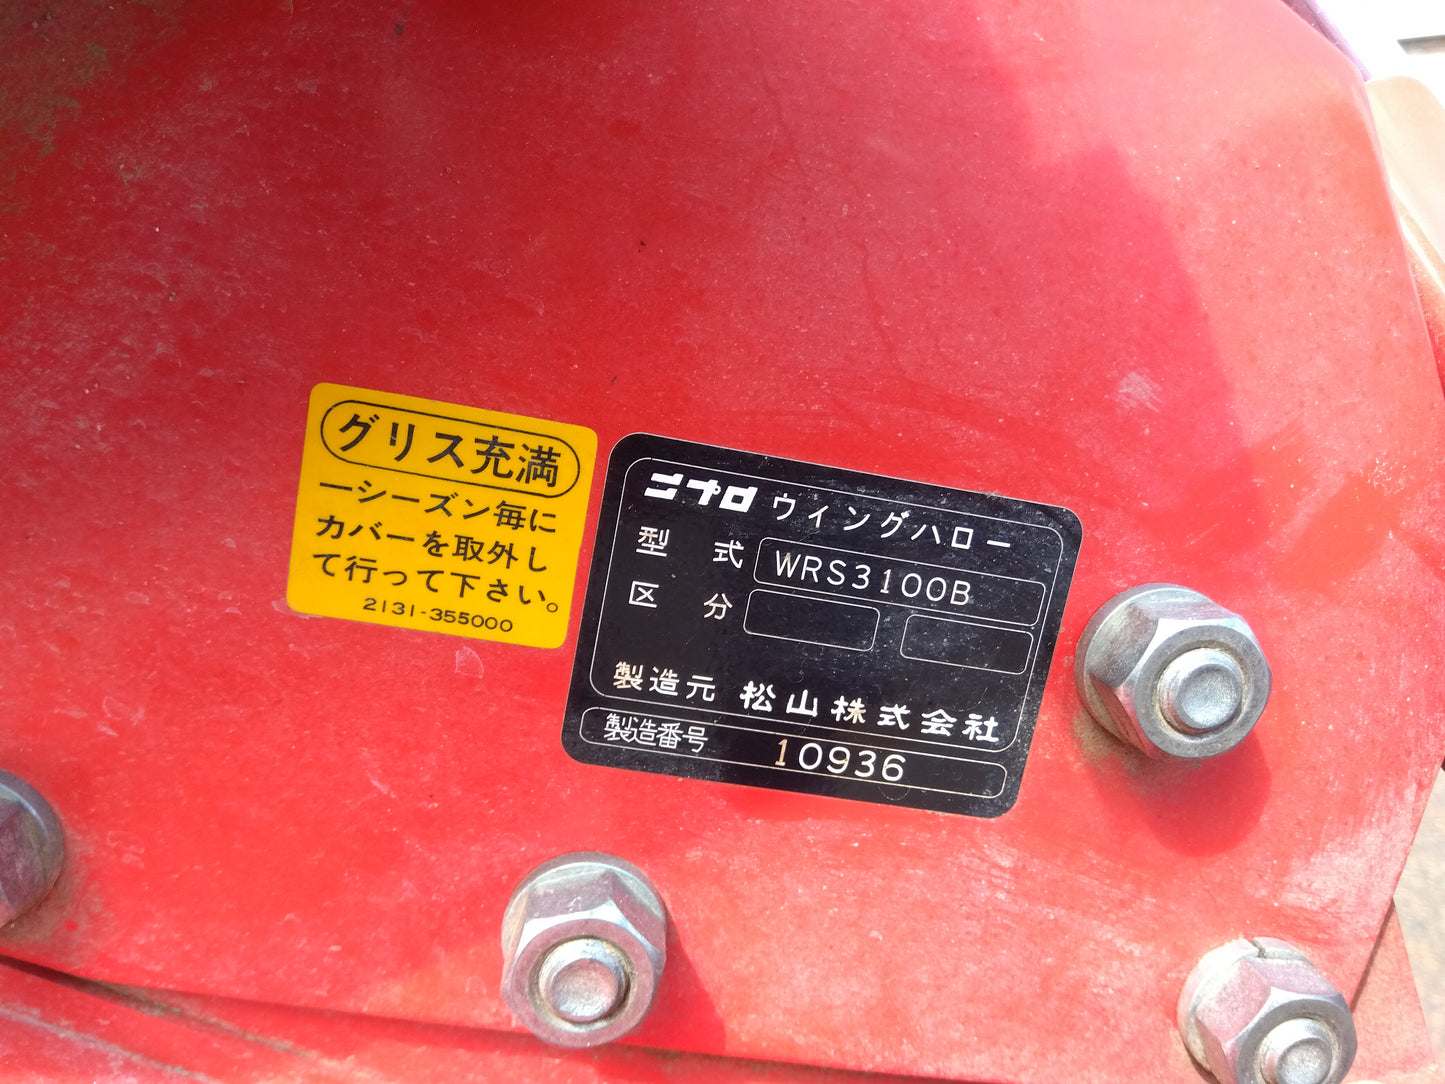 グリス充満
一シーズン毎に
カバーを取外し
て行って下さい。
2131-355000
ニプロ ウィングハロー
型式 WRS3100B
区分
製造元 松山株式会社
製造番号 10936